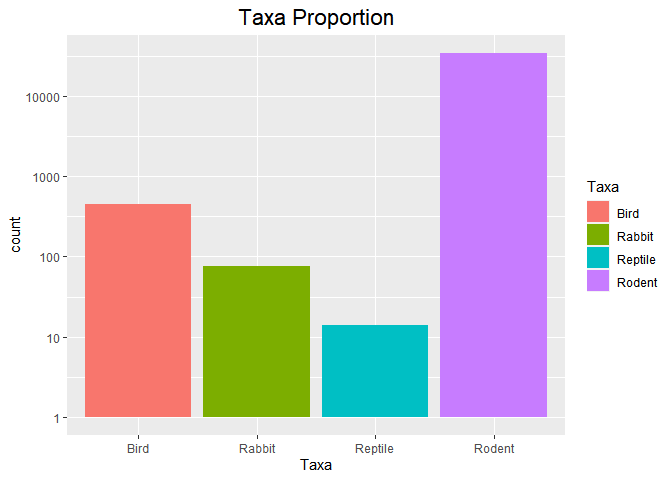 Taxa Proportion
count
10000
1000
100
10
1
Bird
Rabbit
Reptile
Rodent
Taxa
Taxa
Bird
Rabbit
Reptile
Rodent